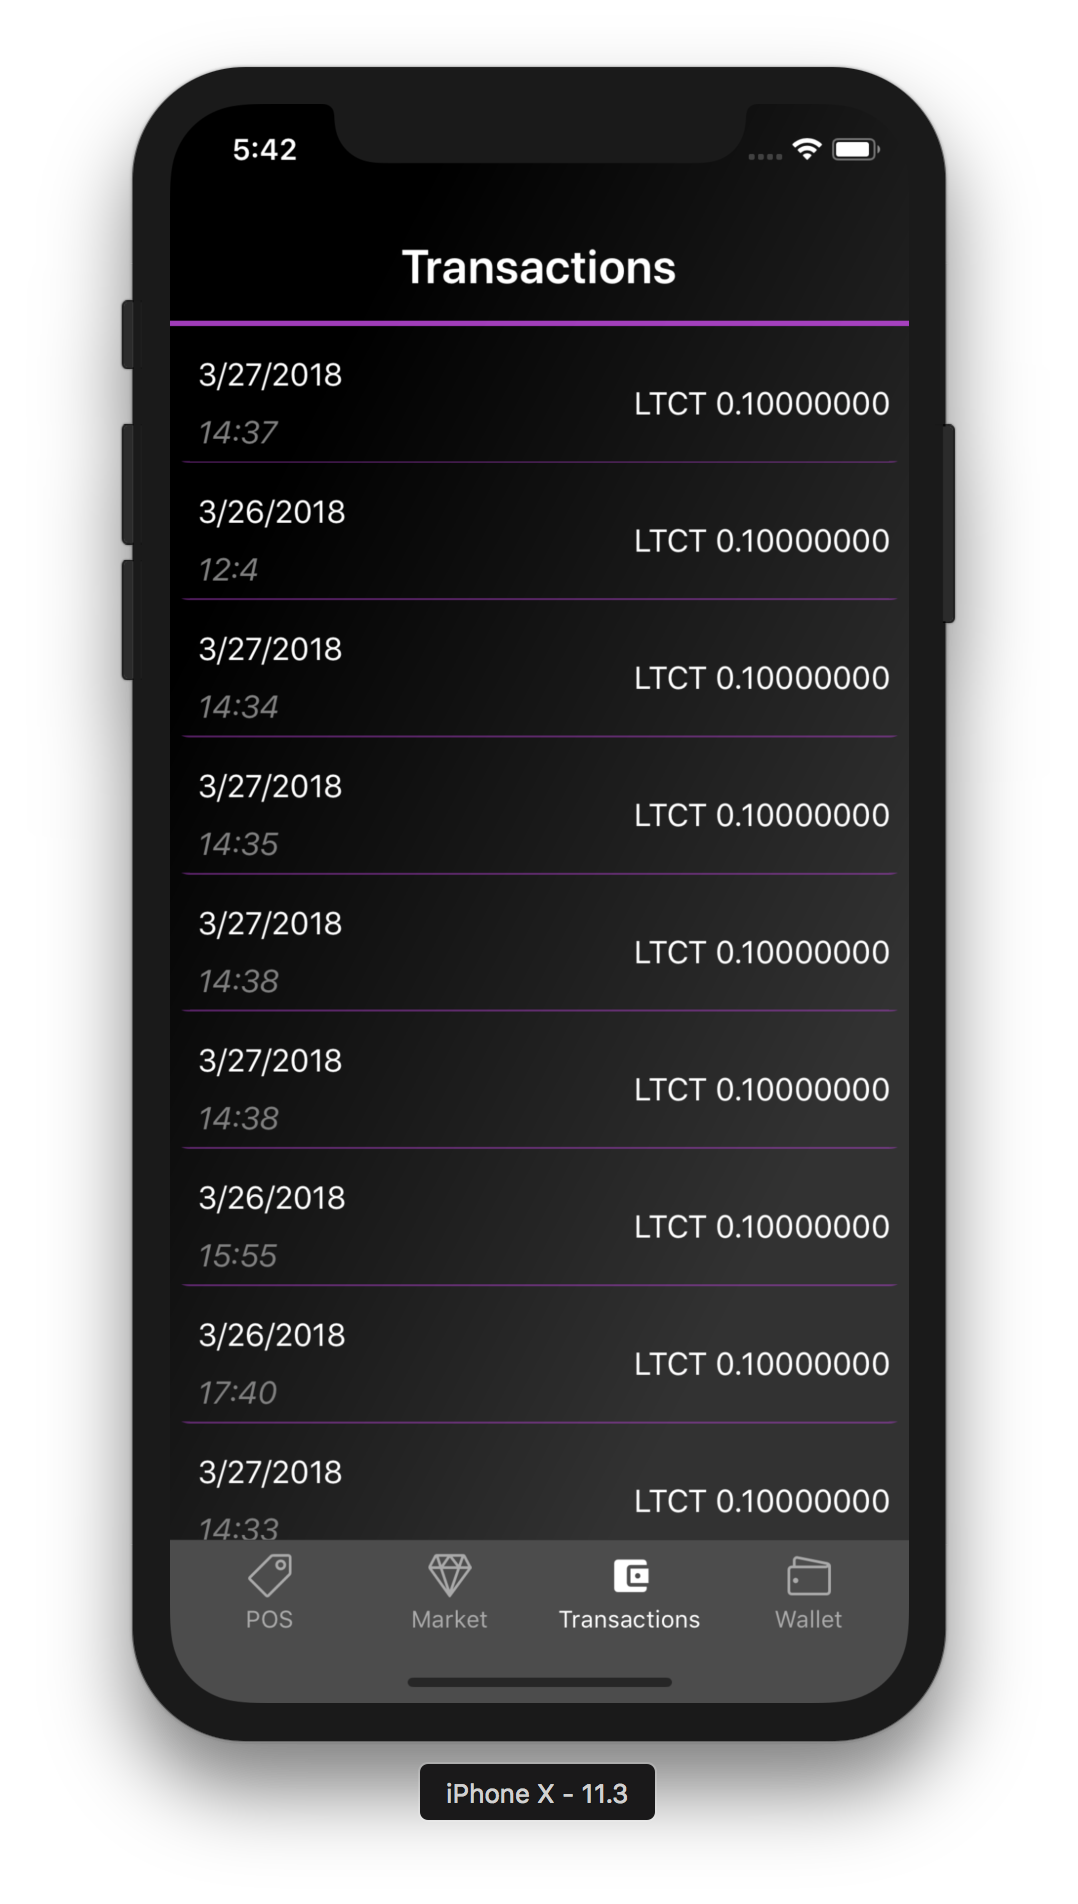 5:42
Transactions
3/27/2018
LTCT 0.10000000
14:37
3/26/2018
LTCT 0.10000000
12:4
3/27/2018
LTCT 0.10000000
14:34
3/27/2018
LTCT 0.10000000
14:35
3/27/2018
LTCT 0.10000000
14:38
3/27/2018
LTCT 0.10000000
14:38
3/26/2018
LTCT 0.10000000
15:55
3/26/2018
LTCT 0.10000000
17:40
3/27/2018
LTCT 0.10000000
14:33
POS Market Transactions Wallet
iPhone X - 11.3